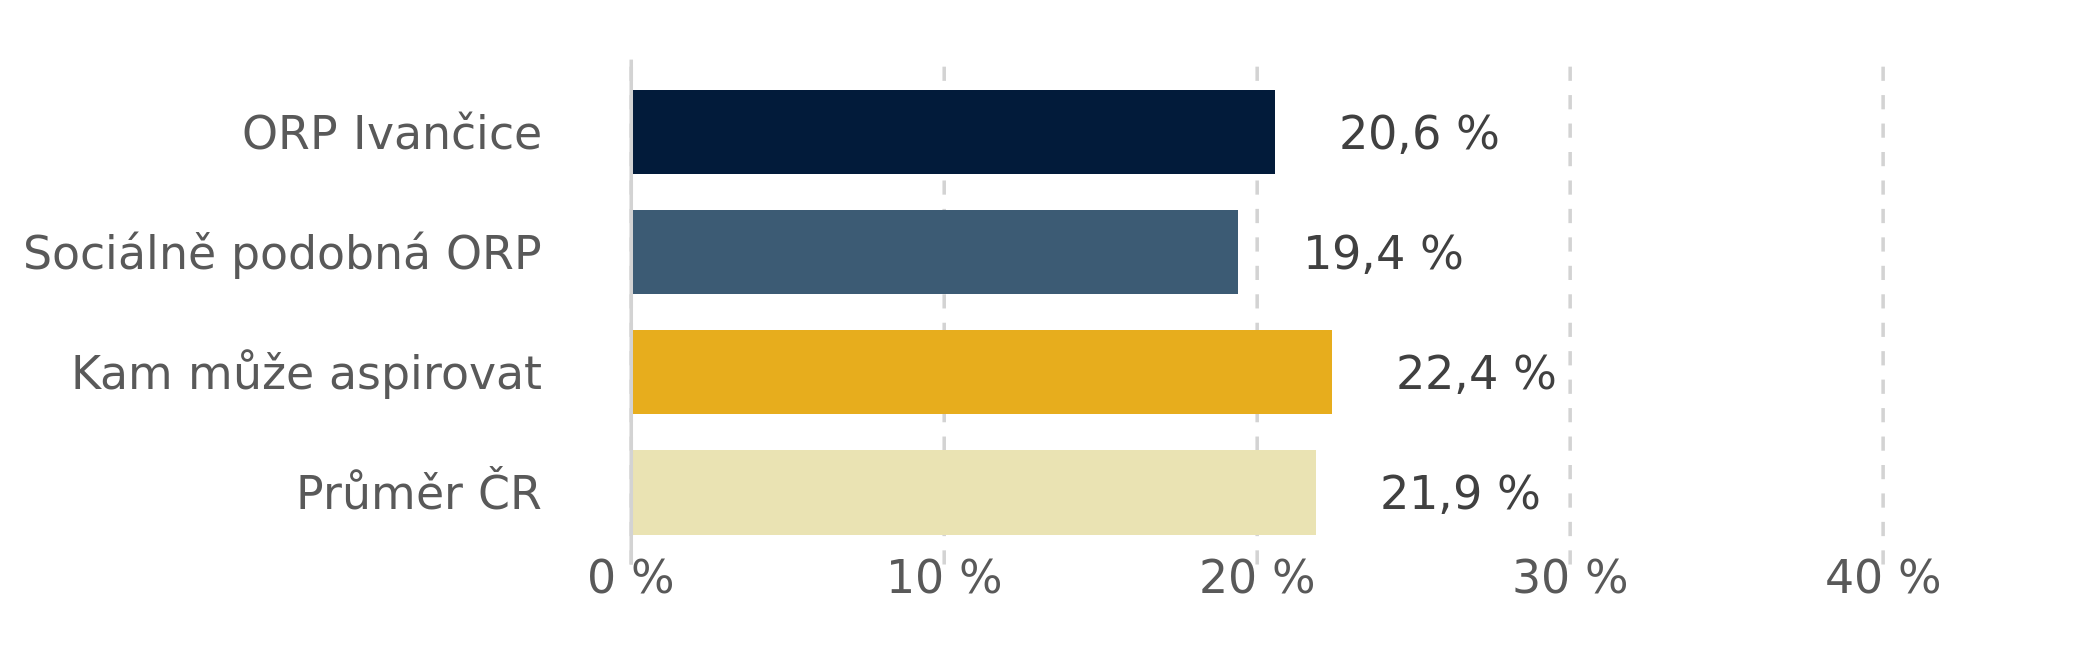 ORP Ivančice 20,6 %
Sociálně podobná ORP 19,4 %
Kam může aspirovat 22,4 %
Průměr ČR 21,9 %
0 % 10 % 20 % 30 % 40 %